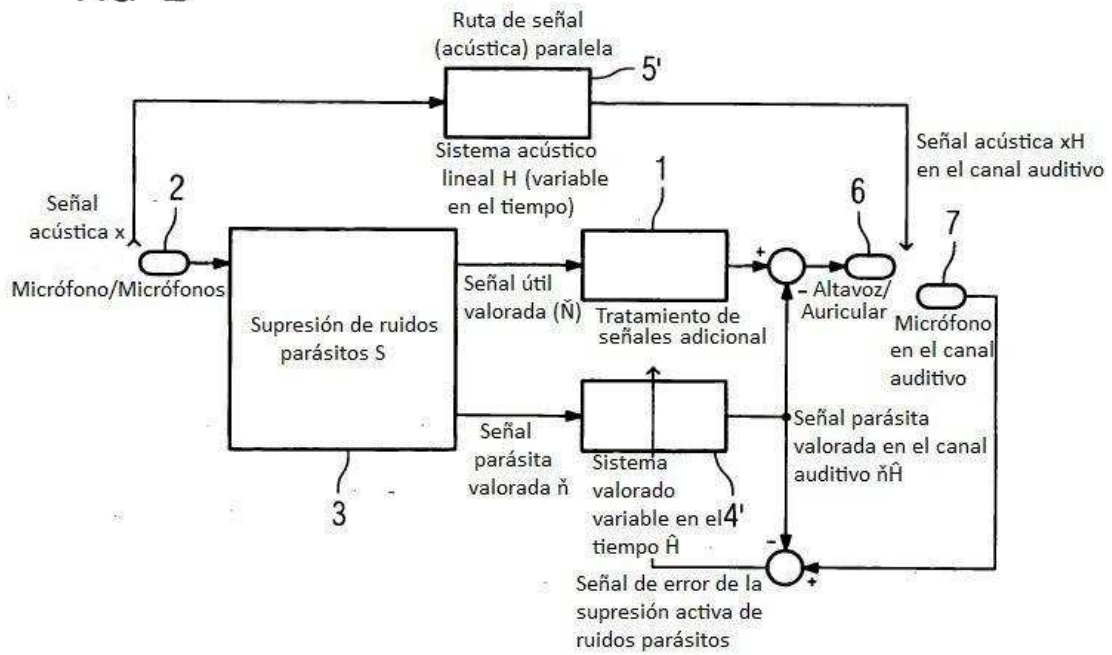 Ruta de señal
(acústica) paralela
5'
Sistema acústico
lineal H (variable
en el tiempo)
Señal acústica xH
en el canal auditivo
Señal
acústica x
2
1
6
7
Micrófono/Micrófonos
Supresión de ruidos
parásitos S
Señal útil
valorada (Ň)
Tratamiento de
señales adicional
+
-
Altavoz/
Auricular
Micrófono
en el canal
auditivo
Señal
parásita
valorada ň
3
Sistema
valorado
variable en el
tiempo Ĥ
4'
Señal parásita
valorada en el canal
auditivo ňĤ
-
+
Señal de error de la
supresión activa de
ruidos parásitos